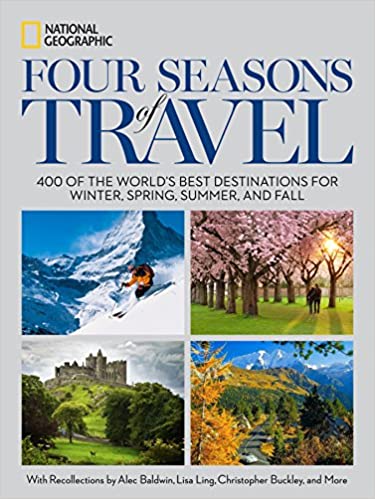 NATIONAL
GEOGRAPHIC
FOUR SEASONS
of
TRAVEL
400 OF THE WORLD'S BEST DESTINATIONS FOR
WINTER, SPRING, SUMMER, AND FALL
With Recollections by Alec Baldwin, Lisa Ling, Christopher Buckley, and More